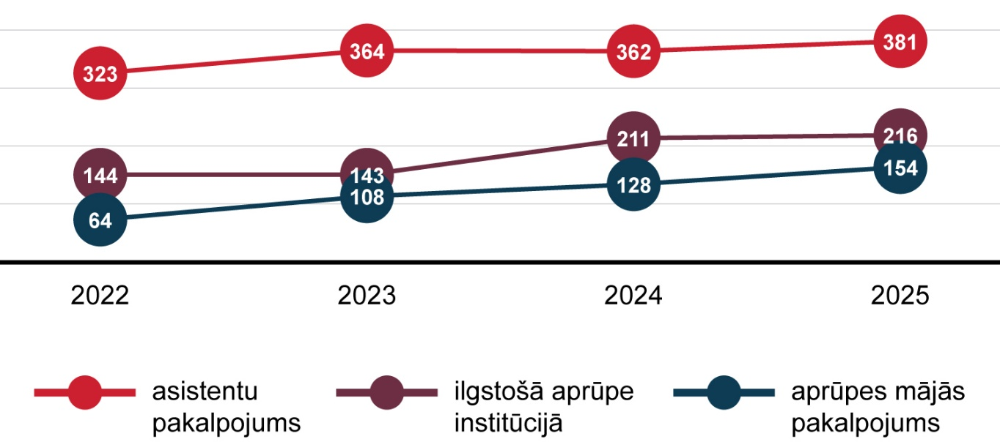 323
364
362
381
144
143
211
216
64
108
128
154
2022 2023 2024 2025
asistentu
pakalpojums
ilgstošā aprūpe
institūcijā
aprūpes mājās
pakalpojums